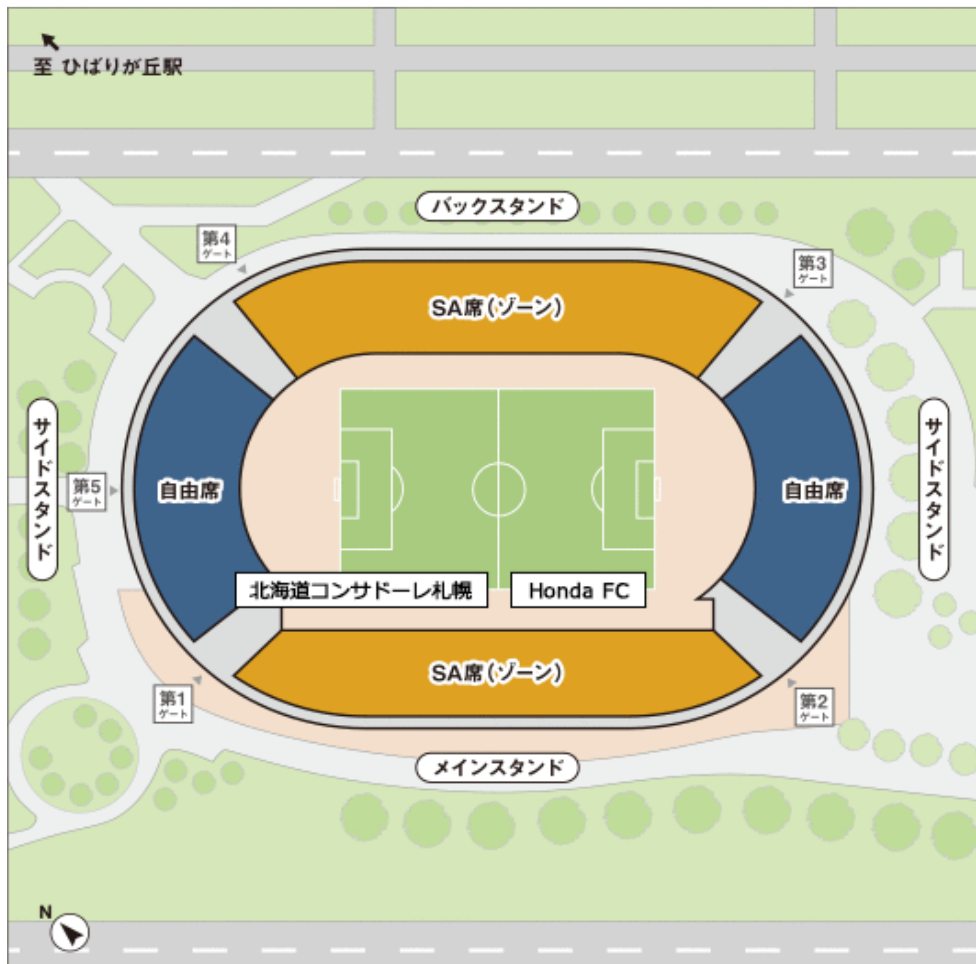 至 ひばりが丘駅
バックスタンド
第4
ゲート
第3
ゲート
SA席(ゾーン)
サイドスタンド
第5
ゲート
自由席
自由席
サイドスタンド
北海道コンサドーレ札幌
Honda FC
SA席(ゾーン)
第1
ゲート
第2
ゲート
メインスタンド
N